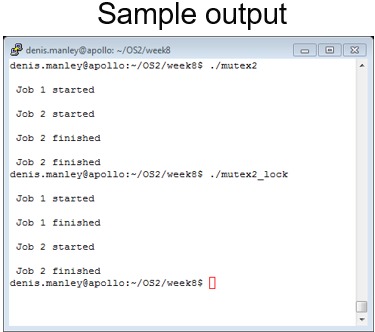 Sample output
denis.manley@apollo: ~/OS2/week8
denis.manley@apollo:~/OS2/week8$ ./mutex2
Job 1 started
Job 2 started
Job 2 finished
Job 2 finished
denis.manley@apollo:~/OS2/week8$ ./mutex2_lock
Job 1 started
Job 1 finished
Job 2 started
Job 2 finished
denis.manley@apollo:~/OS2/week8$